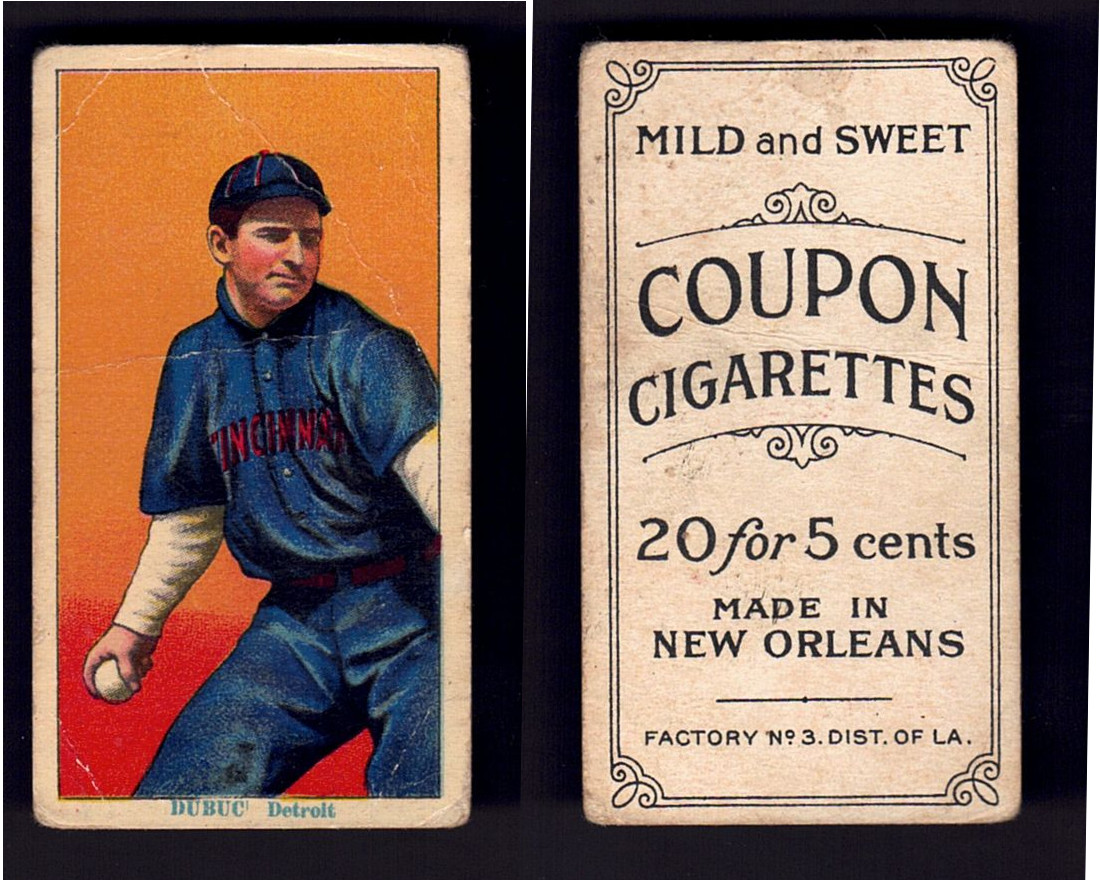 CINCINNATI
DUBUC Detroit
MILD and SWEET
COUPON
CIGARETTES
20 for 5 cents
MADE IN
NEW ORLEANS
FACTORY Nº 3. DIST. OF LA.